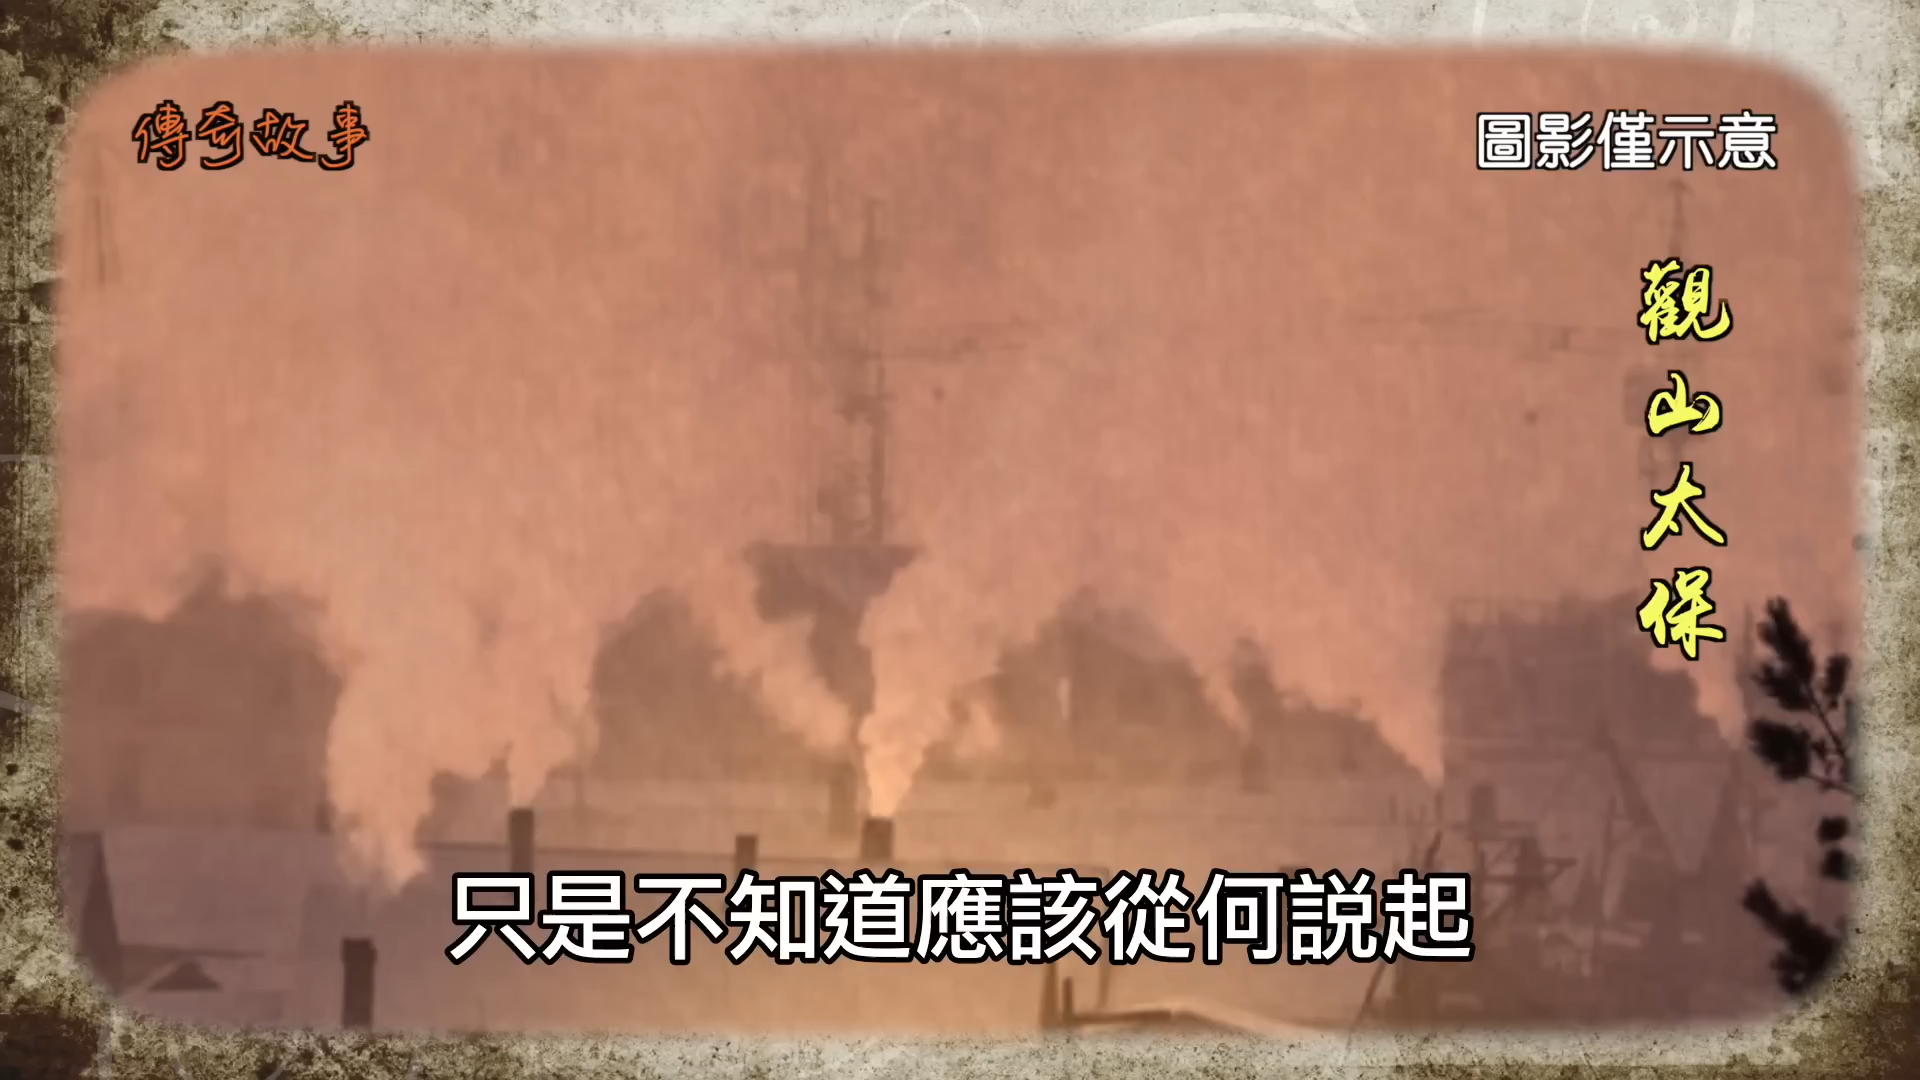 傳奇故事
圖影僅示意
觀山太保
只是不知道應該從何説起